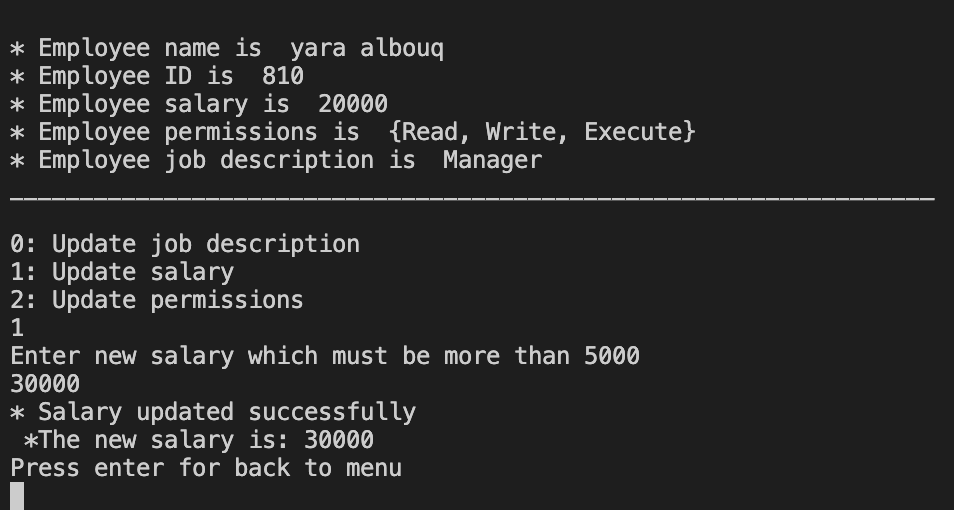 * Employee name is  yara albouq
* Employee ID is  810
* Employee salary is  20000
* Employee permissions is  {Read, Write, Execute}
* Employee job description is  Manager
__________________________________________________________________
0: Update job description
1: Update salary
2: Update permissions
1
Enter new salary which must be more than 5000
30000
* Salary updated successfully
 *The new salary is: 30000
Press enter for back to menu